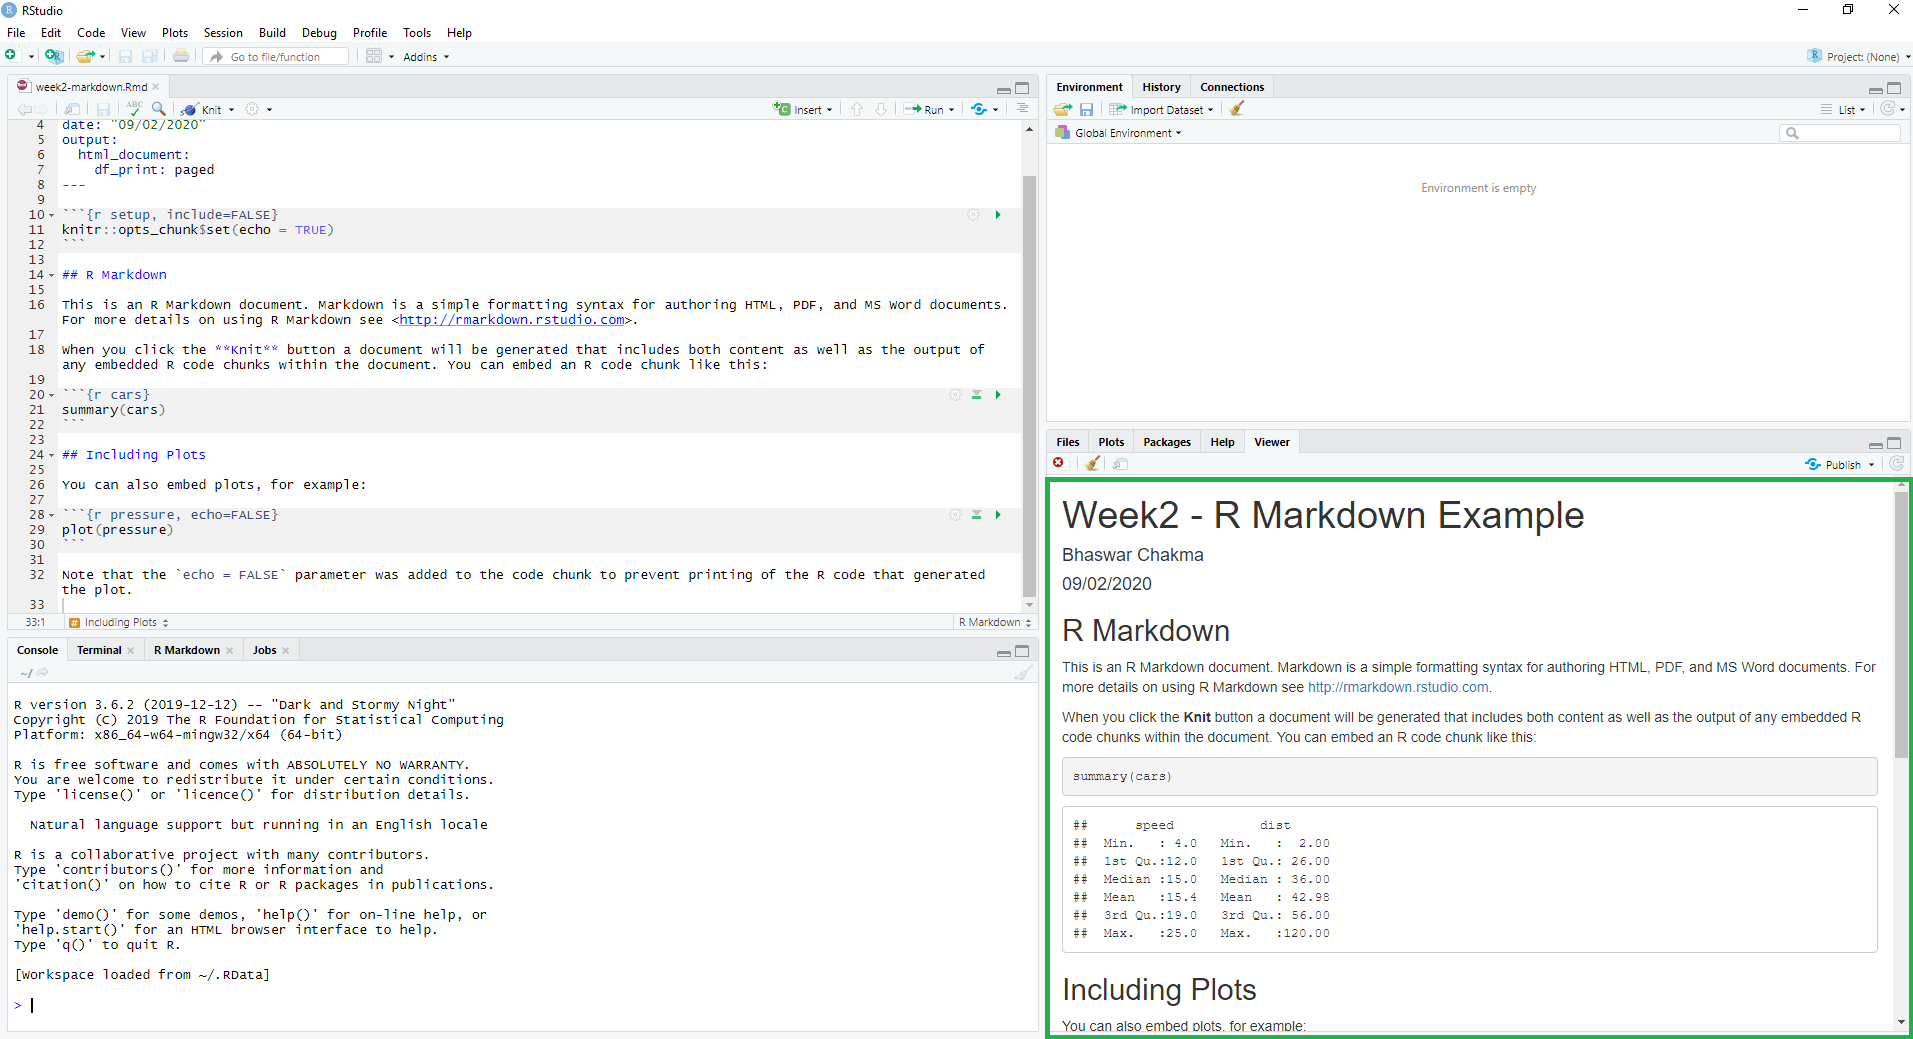 RStudio
File Edit Code View Plots Session Build Debug Profile Tools Help
Go to file/function Addins Project: (None)
week2-markdown.Rmd
ABC Knit Insert Run
4 date: "09/02/2020"
5 output:
6   html_document:
7     df_print: paged
8 ---
9
10 ```{r setup, include=FALSE}
11 knitr::opts_chunk$set(echo = TRUE)
12 ```
13
14 ## R Markdown
15
16 This is an R Markdown document. Markdown is a simple formatting syntax for authoring HTML, PDF, and MS Word documents.
For more details on using R Markdown see <http://rmarkdown.rstudio.com>.
17
18 When you click the **Knit** button a document will be generated that includes both content as well as the output of
any embedded R code chunks within the document. You can embed an R code chunk like this:
19
20 ```{r cars}
21 summary(cars)
22 ```
23
24 ## Including Plots
25
26 You can also embed plots, for example:
27
28 ```{r pressure, echo=FALSE}
29 plot(pressure)
30 ```
31
32 Note that the `echo = FALSE` parameter was added to the code chunk to prevent printing of the R code that generated
the plot.
33
33:1 # Including Plots R Markdown
Console Terminal R Markdown Jobs
~/
R version 3.6.2 (2019-12-12) -- "Dark and Stormy Night"
Copyright (C) 2019 The R Foundation for Statistical Computing
Platform: x86_64-w64-mingw32/x64 (64-bit)
R is free software and comes with ABSOLUTELY NO WARRANTY.
You are welcome to redistribute it under certain conditions.
Type 'license()' or 'licence()' for distribution details.
  Natural language support but running in an English locale
R is a collaborative project with many contributors.
Type 'contributors()' for more information and
'citation()' on how to cite R or R packages in publications.
Type 'demo()' for some demos, 'help()' for on-line help, or
'help.start()' for an HTML browser interface to help.
Type 'q()' to quit R.
[Workspace loaded from ~/.RData]
>
Environment History Connections
Import Dataset List
Global Environment
Environment is empty
Files Plots Packages Help Viewer
Publish
Week2 - R Markdown Example
Bhaswar Chakma
09/02/2020
R Markdown
This is an R Markdown document. Markdown is a simple formatting syntax for authoring HTML, PDF, and MS Word documents. For
more details on using R Markdown see http://rmarkdown.rstudio.com.
When you click the Knit button a document will be generated that includes both content as well as the output of any embedded R
code chunks within the document. You can embed an R code chunk like this:
summary(cars)
##      speed           dist
##  Min.   : 4.0   Min.   :  2.00
##  1st Qu.:12.0   1st Qu.: 26.00
##  Median :15.0   Median : 36.00
##  Mean   :15.4   Mean   : 42.98
##  3rd Qu.:19.0   3rd Qu.: 56.00
##  Max.   :25.0   Max.   :120.00
Including Plots
You can also embed plots, for example: